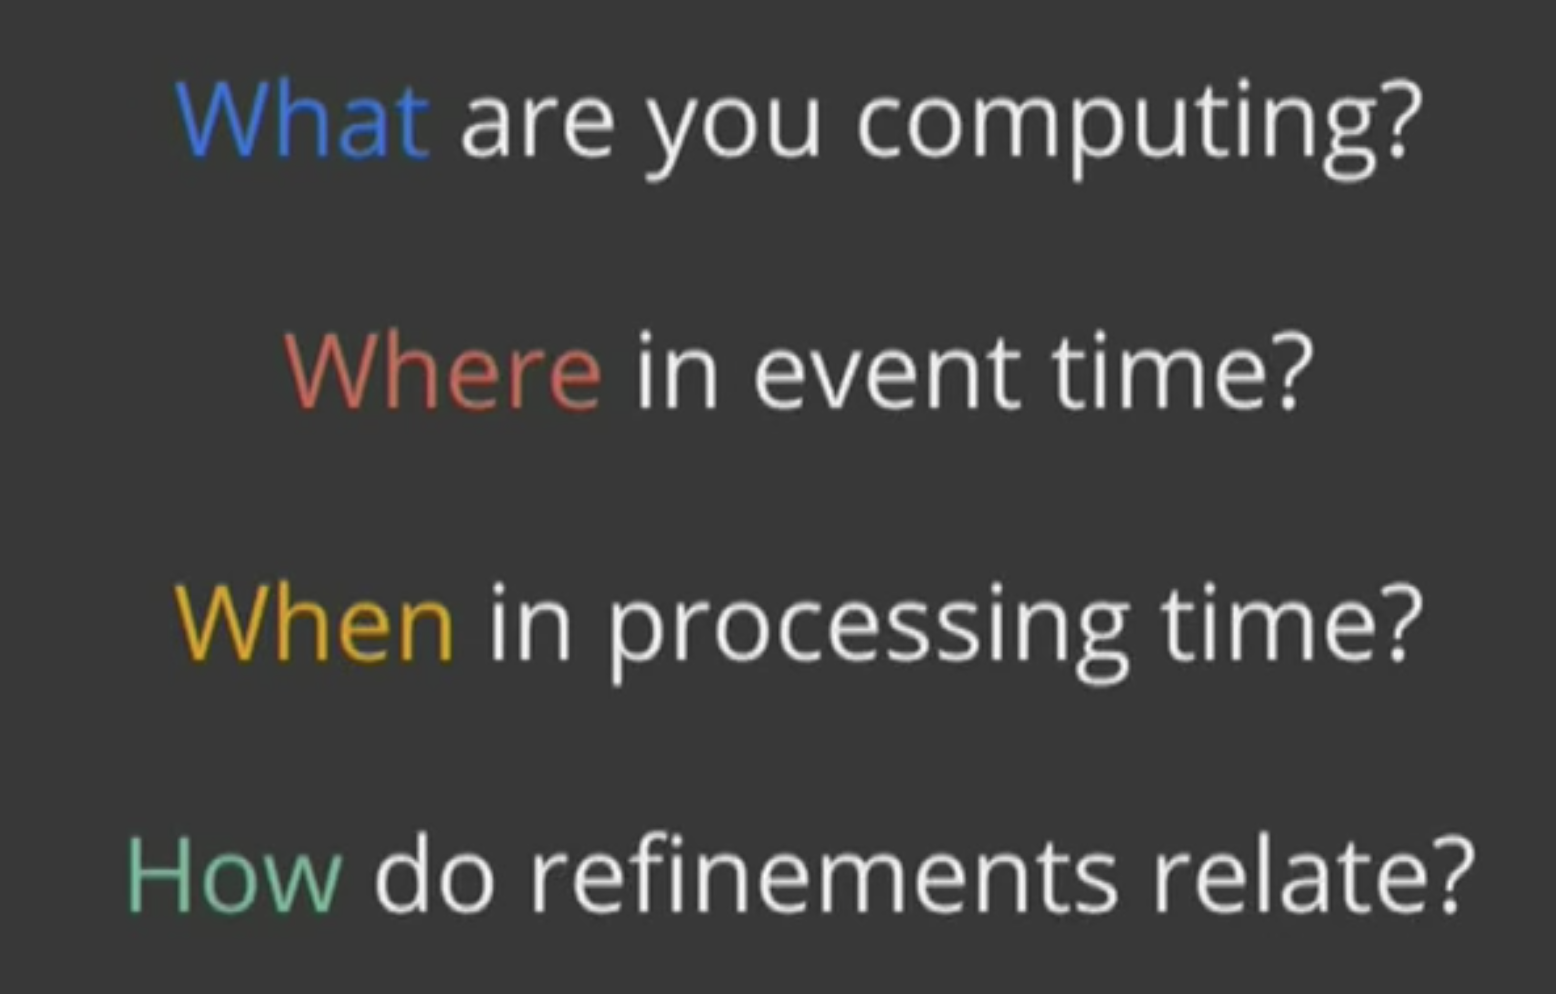 What are you computing?
Where in event time?
When in processing time?
How do refinements relate?